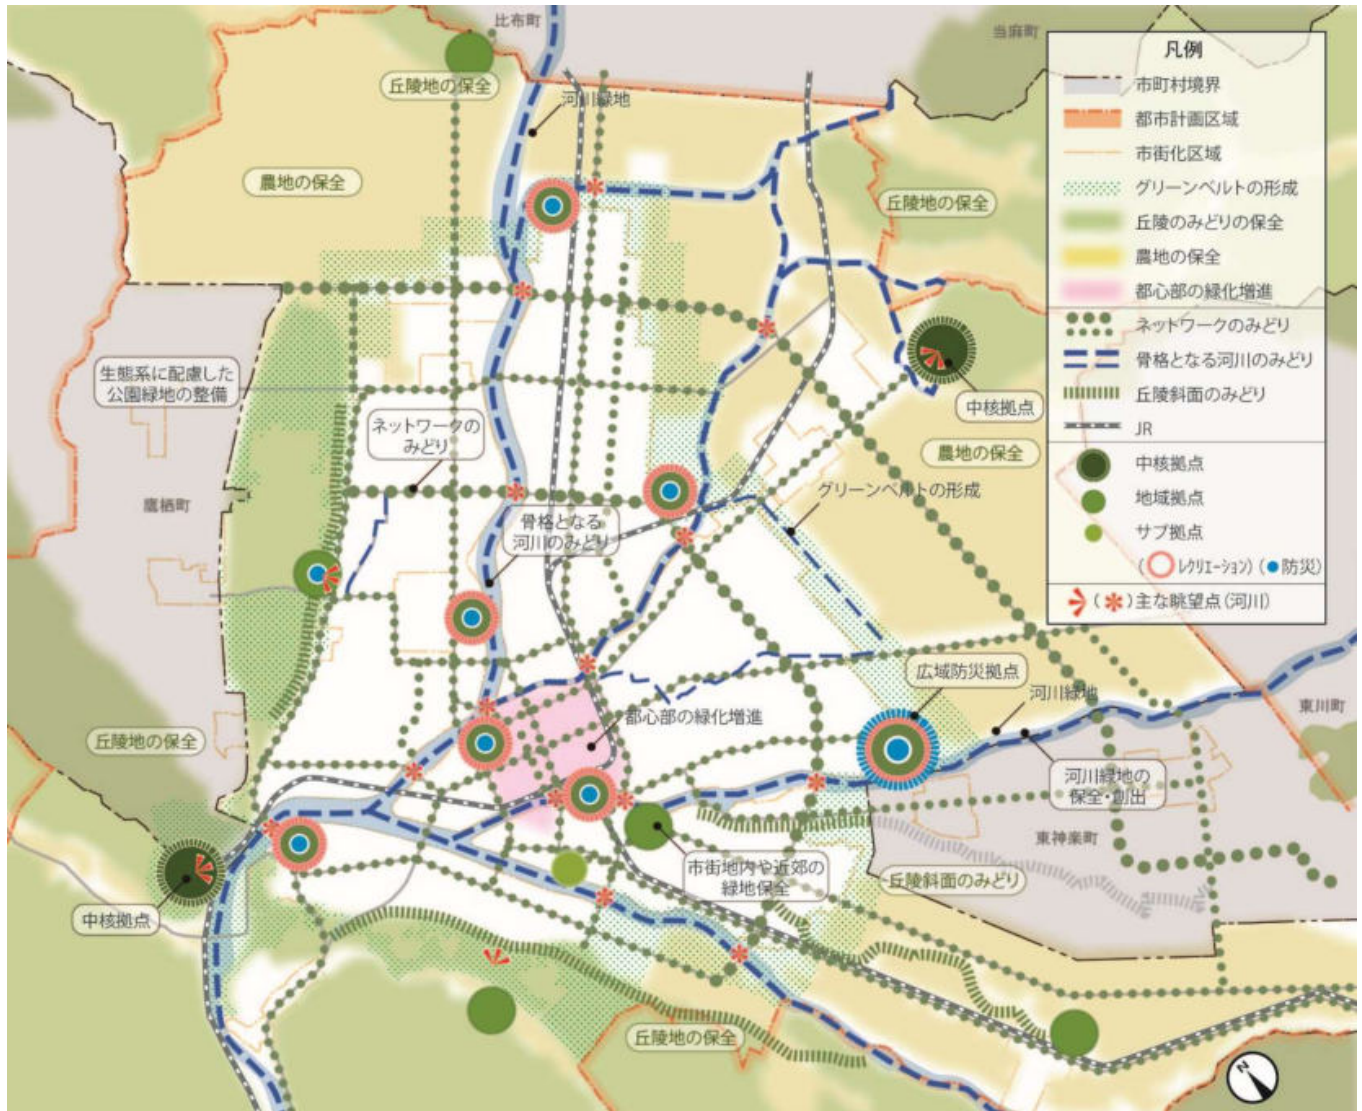 比布町
当麻町
丘陵地の保全
河川緑地
農地の保全
丘陵地の保全
凡例
市町村境界
都市計画区域
市街化区域
グリーンベルトの形成
丘陵のみどりの保全
農地の保全
都心部の緑化増進
ネットワークのみどり
骨格となる河川のみどり
丘陵斜面のみどり
JR
中核拠点
地域拠点
サブ拠点
(レクリエーション)(防災)
(　)主な眺望点(河川)
生態系に配慮した
公園緑地の整備
ネットワークの
みどり
中核拠点
農地の保全
グリーンベルトの形成
鷹栖町
骨格となる
河川のみどり
広域防災拠点
河川緑地
東川町
都心部の緑化増進
丘陵地の保全
河川緑地の
保全・創出
東神楽町
市街地内や近郊の
緑地保全
丘陵斜面のみどり
中核拠点
丘陵地の保全
N